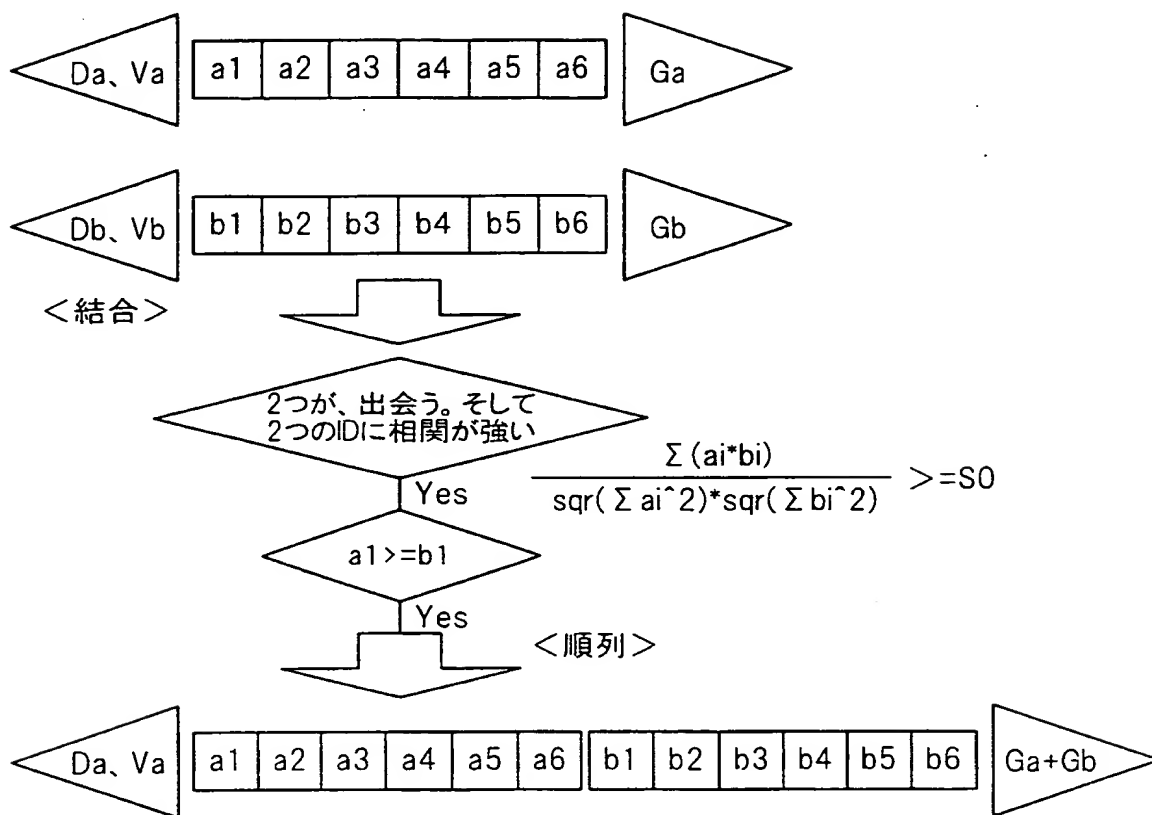 Da、Va a1 a2 a3 a4 a5 a6 Ga
Db、Vb b1 b2 b3 b4 b5 b6 Gb
＜結合＞
2つが、出会う。そして
2つのIDに相関が強い
Σ(ai*bi)
sqr(Σai^2)*sqr(Σbi^2)
>=S0
Yes
a1>=b1
Yes
＜順列＞
Da、Va a1 a2 a3 a4 a5 a6 b1 b2 b3 b4 b5 b6 Ga+Gb